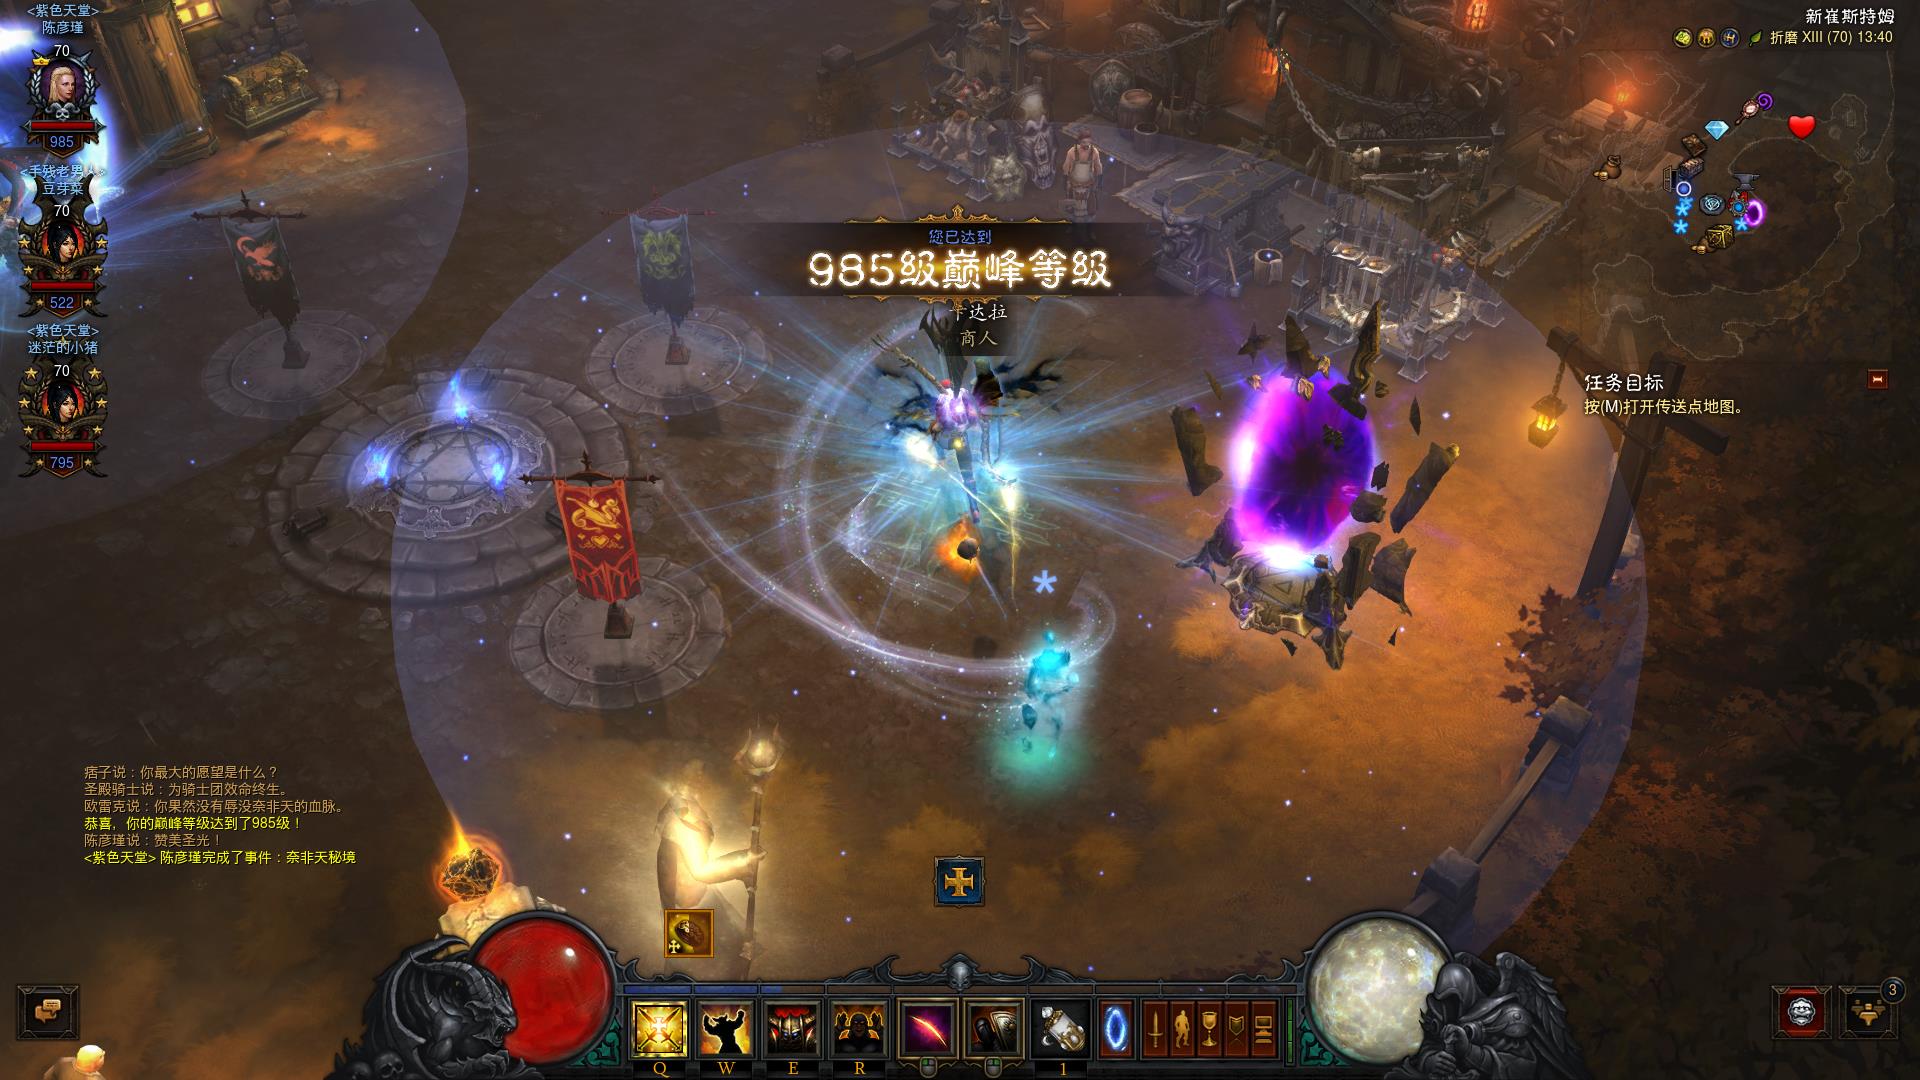 <紫色天堂>
陈彦瑾
70
985
<手残老男人>
豆芽菜
70
522
<紫色天堂>
迷茫的小猪
70
795
新崔斯特姆
折磨 XIII (70) 13:40
您已达到
985级巅峰等级
卡达拉
商人
任务目标
按(M)打开传送点地图。
痞子说：你最大的愿望是什么？
圣殿骑士说：为骑士团效命终生。
欧雷克说：你果然没有辱没奈非天的血脉。
恭喜，你的巅峰等级达到了985级！
陈彦瑾说：赞美圣光！
<紫色天堂> 陈彦瑾完成了事件：奈非天秘境
3
Q W E R 1